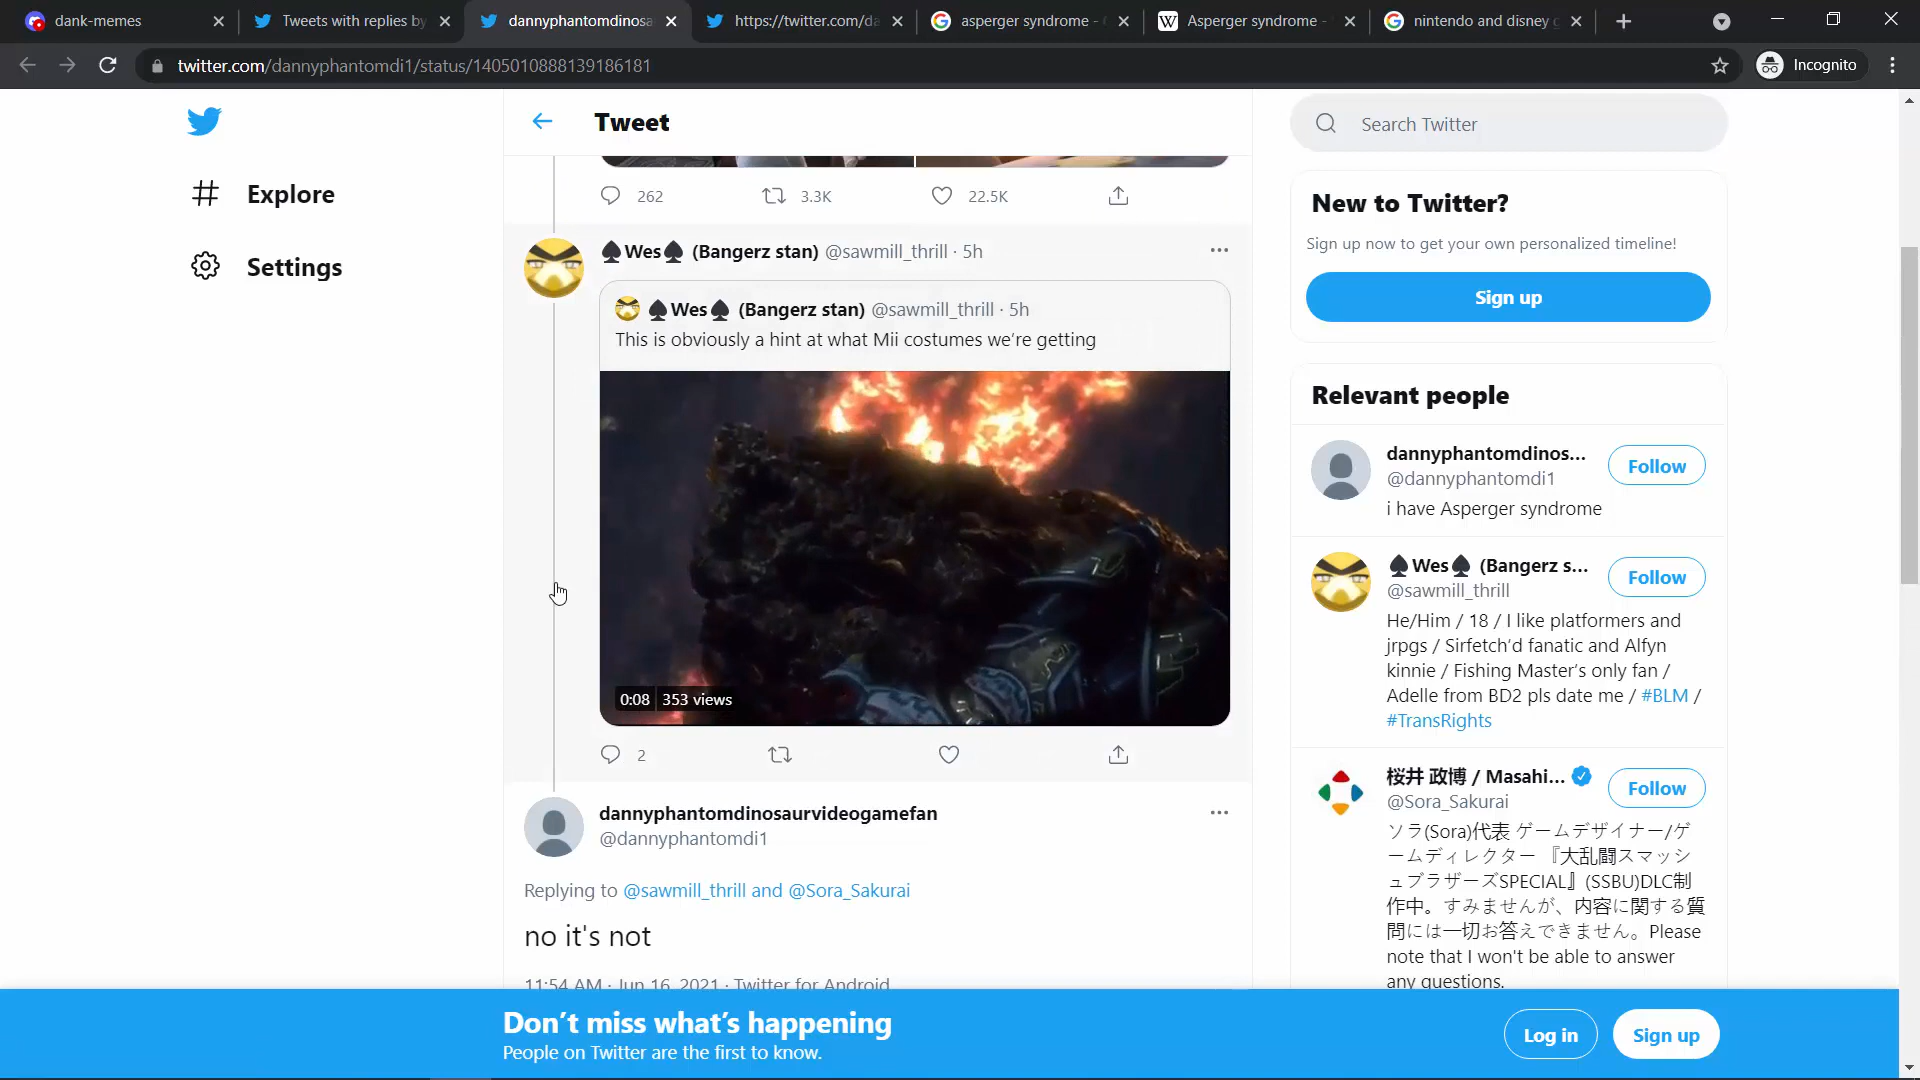 dank-memes
Tweets with replies by
dannyphantomdinosa
https://twitter.com/da
asperger syndrome -
Asperger syndrome -
nintendo and disney
twitter.com/dannyphantomdi1/status/1405010888139186181
Incognito
Explore
Settings
Tweet
262
3.3K
22.5K
♠Wes♠ (Bangerz stan) @sawmill_thrill · 5h
♠Wes♠ (Bangerz stan) @sawmill_thrill · 5h
This is obviously a hint at what Mii costumes we’re getting
0:08 353 views
2
dannyphantomdinosaurvideogamefan
@dannyphantomdi1
Replying to @sawmill_thrill and @Sora_Sakurai
no it's not
11:54 AM · Jun 16, 2021 · Twitter for Android
Search Twitter
New to Twitter?
Sign up now to get your own personalized timeline!
Sign up
Relevant people
dannyphantomdinos...
@dannyphantomdi1
Follow
i have Asperger syndrome
♠Wes♠ (Bangerz s...
@sawmill_thrill
Follow
He/Him / 18 / I like platformers and
jrpgs / Sirfetch’d fanatic and Alfyn
kinnie / Fishing Master’s only fan /
Adelle from BD2 pls date me / #BLM /
#TransRights
桜井 政博 / Masahi...
@Sora_Sakurai
Follow
ソラ(Sora)代表 ゲームデザイナー/ゲ
ームディレクター 『大乱闘スマッシ
ュブラザーズSPECIAL』(SSBU)DLC制
作中。すみませんが、内容に関する質
問には一切お答えできません。Please
note that I won't be able to answer
any questions.
Don’t miss what’s happening
People on Twitter are the first to know.
Log in
Sign up